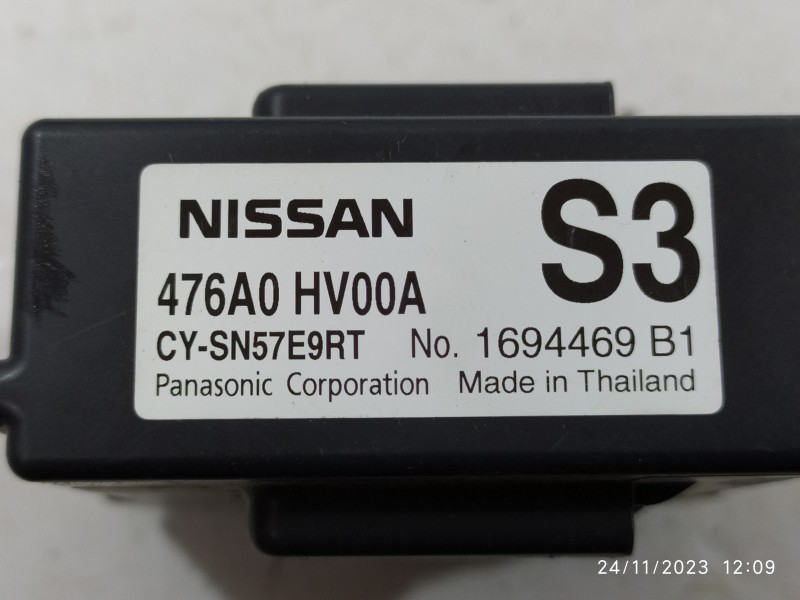 NISSAN S3
476A0 HV00A
CY-SN57E9RT No. 1694469 B1
Panasonic Corporation Made in Thailand
24/11/2023 12:09